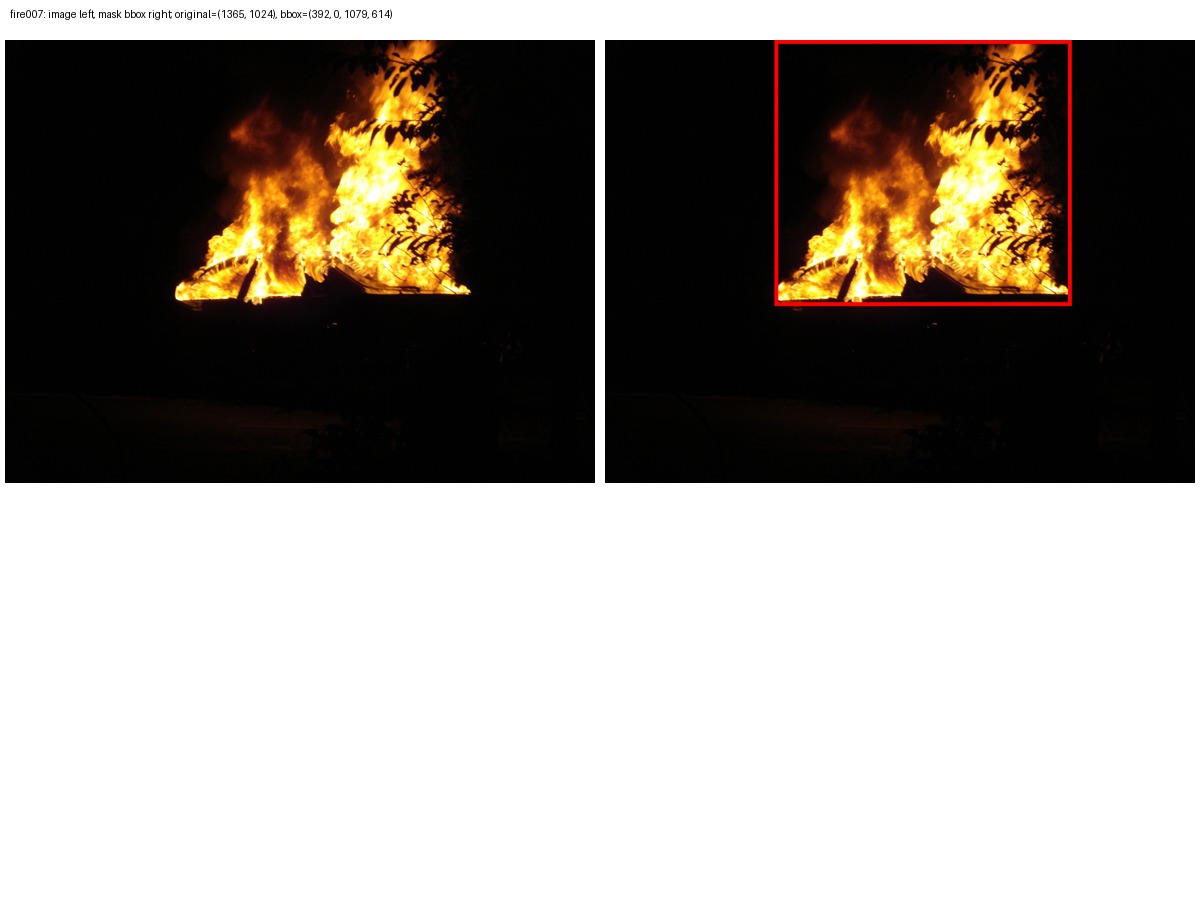 fire007: image left, mask bbox right; original=(1365, 1024), bbox=(392, 0, 1079, 614)